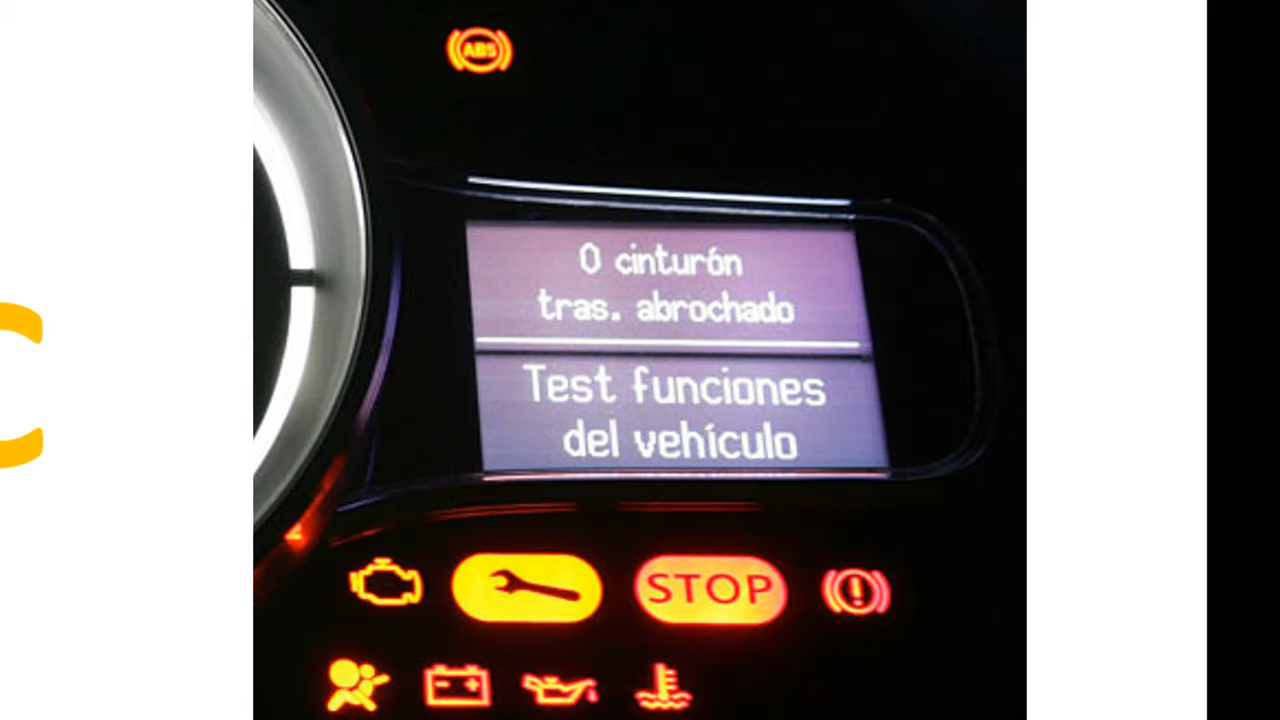 ABS
0 cinturón
tras. abrochado
Test funciones
del vehículo
STOP